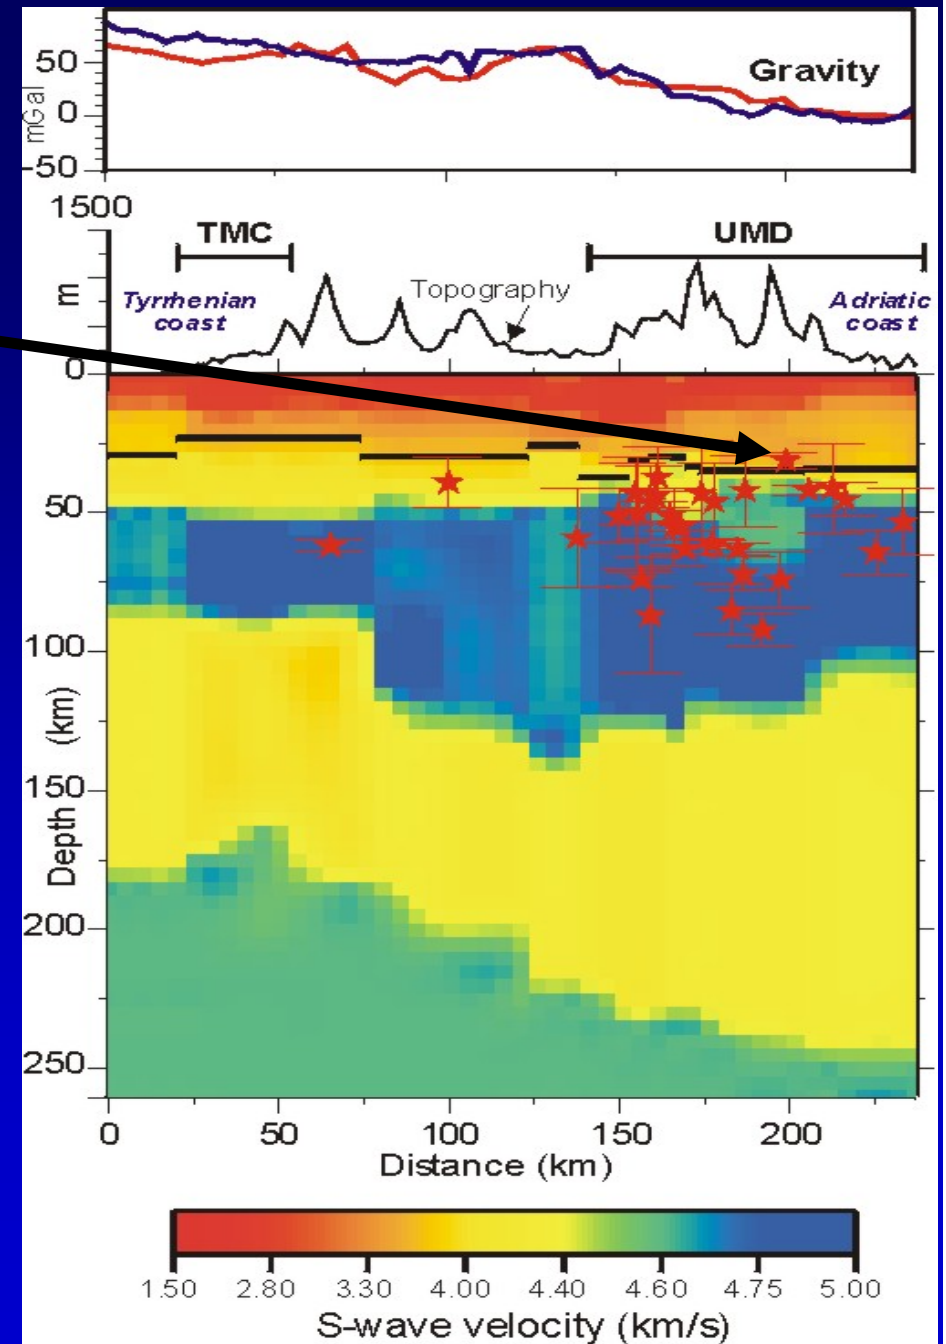 50
0
-50
mGal
Gravity
1500
m
0
TMC
UMD
Tyrrhenian
coast
Topography
Adriatic
coast
50
100
150
200
250
Depth (km)
0 50 100 150 200
Distance (km)
1.50 2.80 3.30 4.00 4.40 4.60 4.75 5.00
S-wave velocity (km/s)